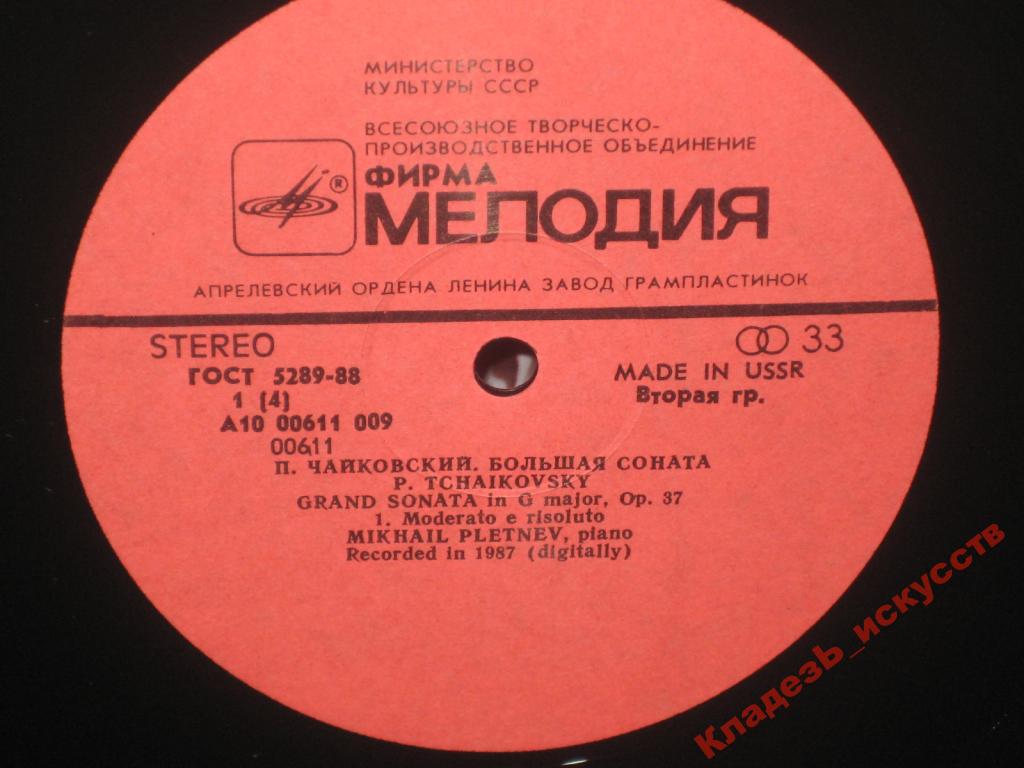 МИНИСТЕРСТВО
КУЛЬТУРЫ СССР
ВСЕСОЮЗНОЕ ТВОРЧЕСКО-
ПРОИЗВОДСТВЕННОЕ ОБЪЕДИНЕНИЕ
®
ФИРМА
МЕЛОДИЯ
АПРЕЛЕВСКИЙ ОРДЕНА ЛЕНИНА ЗАВОД ГРАМПЛАСТИНОК
STEREO
33
ГОСТ 5289-88
MADE IN USSR
1 (4)
Вторая гр.
А10 00611 009
00611
П. ЧАЙКОВСКИЙ. БОЛЬШАЯ СОНАТА
P. TCHAIKOVSKY
GRAND SONATA in G major, Op. 37
1. Moderato e risoluto
MIKHAIL PLETNEV, piano
Recorded in 1987 (digitally)
Кладезь_искусств